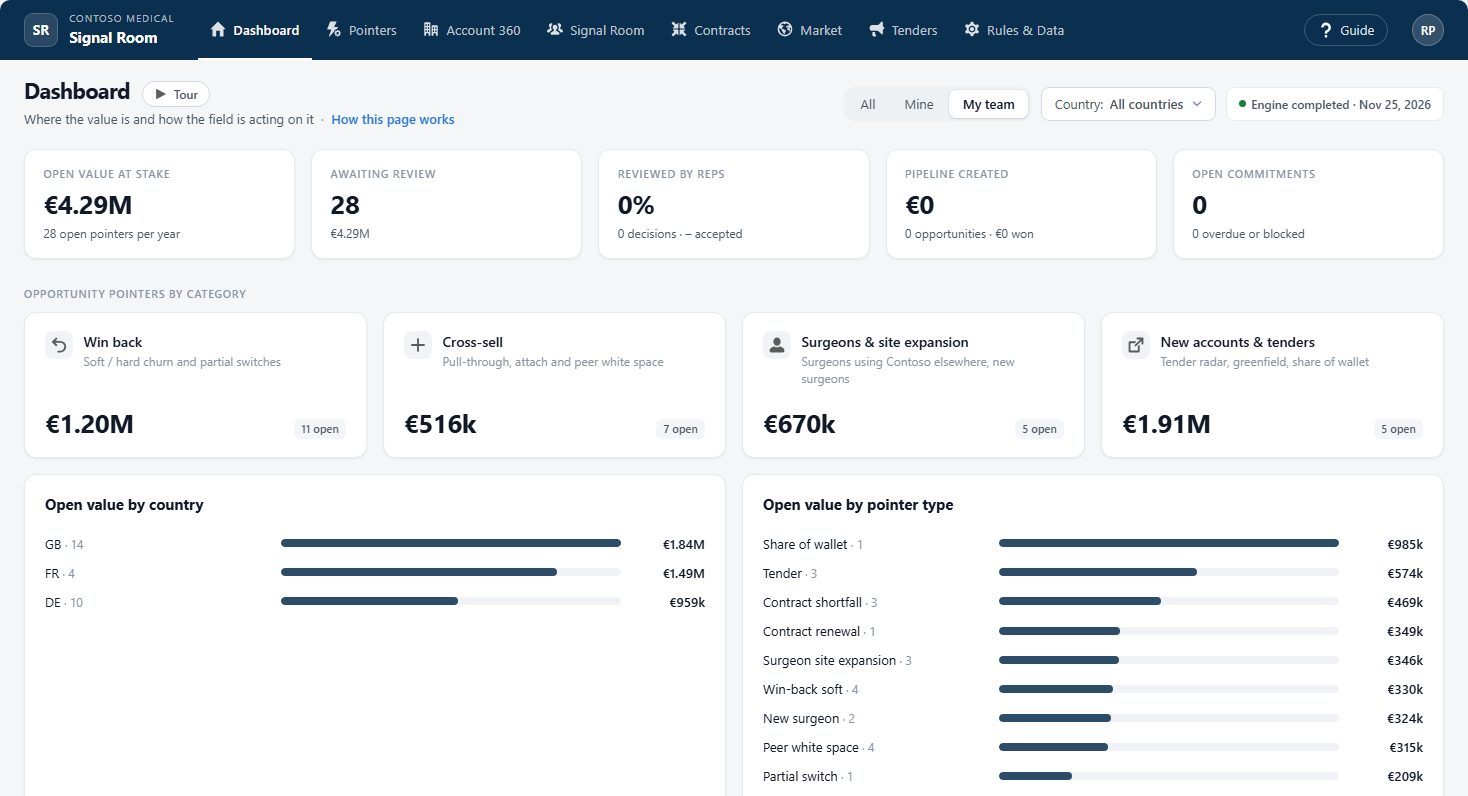 SR
CONTOSO MEDICAL
Signal Room
Dashboard
Pointers
Account 360
Signal Room
Contracts
Market
Tenders
Rules & Data
? Guide
RP
Dashboard
Tour
Where the value is and how the field is acting on it · How this page works
All
Mine
My team
Country: All countries
Engine completed · Nov 25, 2026
OPEN VALUE AT STAKE
€4.29M
28 open pointers per year
AWAITING REVIEW
28
€4.29M
REVIEWED BY REPS
0%
0 decisions · – accepted
PIPELINE CREATED
€0
0 opportunities · €0 won
OPEN COMMITMENTS
0
0 overdue or blocked
OPPORTUNITY POINTERS BY CATEGORY
Win back
Soft / hard churn and partial switches
€1.20M
11 open
Cross-sell
Pull-through, attach and peer white space
€516k
7 open
Surgeons & site expansion
Surgeons using Contoso elsewhere, new
surgeons
€670k
5 open
New accounts & tenders
Tender radar, greenfield, share of wallet
€1.91M
5 open
Open value by country
GB · 14 €1.84M
FR · 4 €1.49M
DE · 10 €959k
Open value by pointer type
Share of wallet · 1 €985k
Tender · 3 €574k
Contract shortfall · 3 €469k
Contract renewal · 1 €349k
Surgeon site expansion · 3 €346k
Win-back soft · 4 €330k
New surgeon · 2 €324k
Peer white space · 4 €315k
Partial switch · 1 €209k